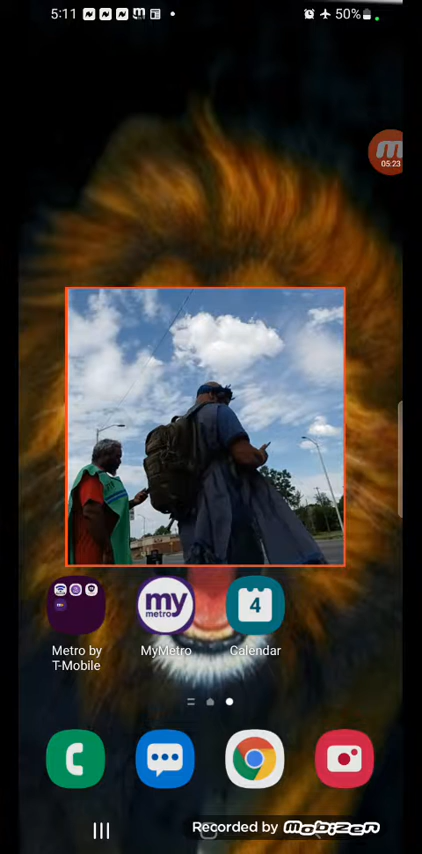 5:11
50%
05:23
my
metro
4
Metro by
T-Mobile
MyMetro
Calendar
Recorded by mobizen